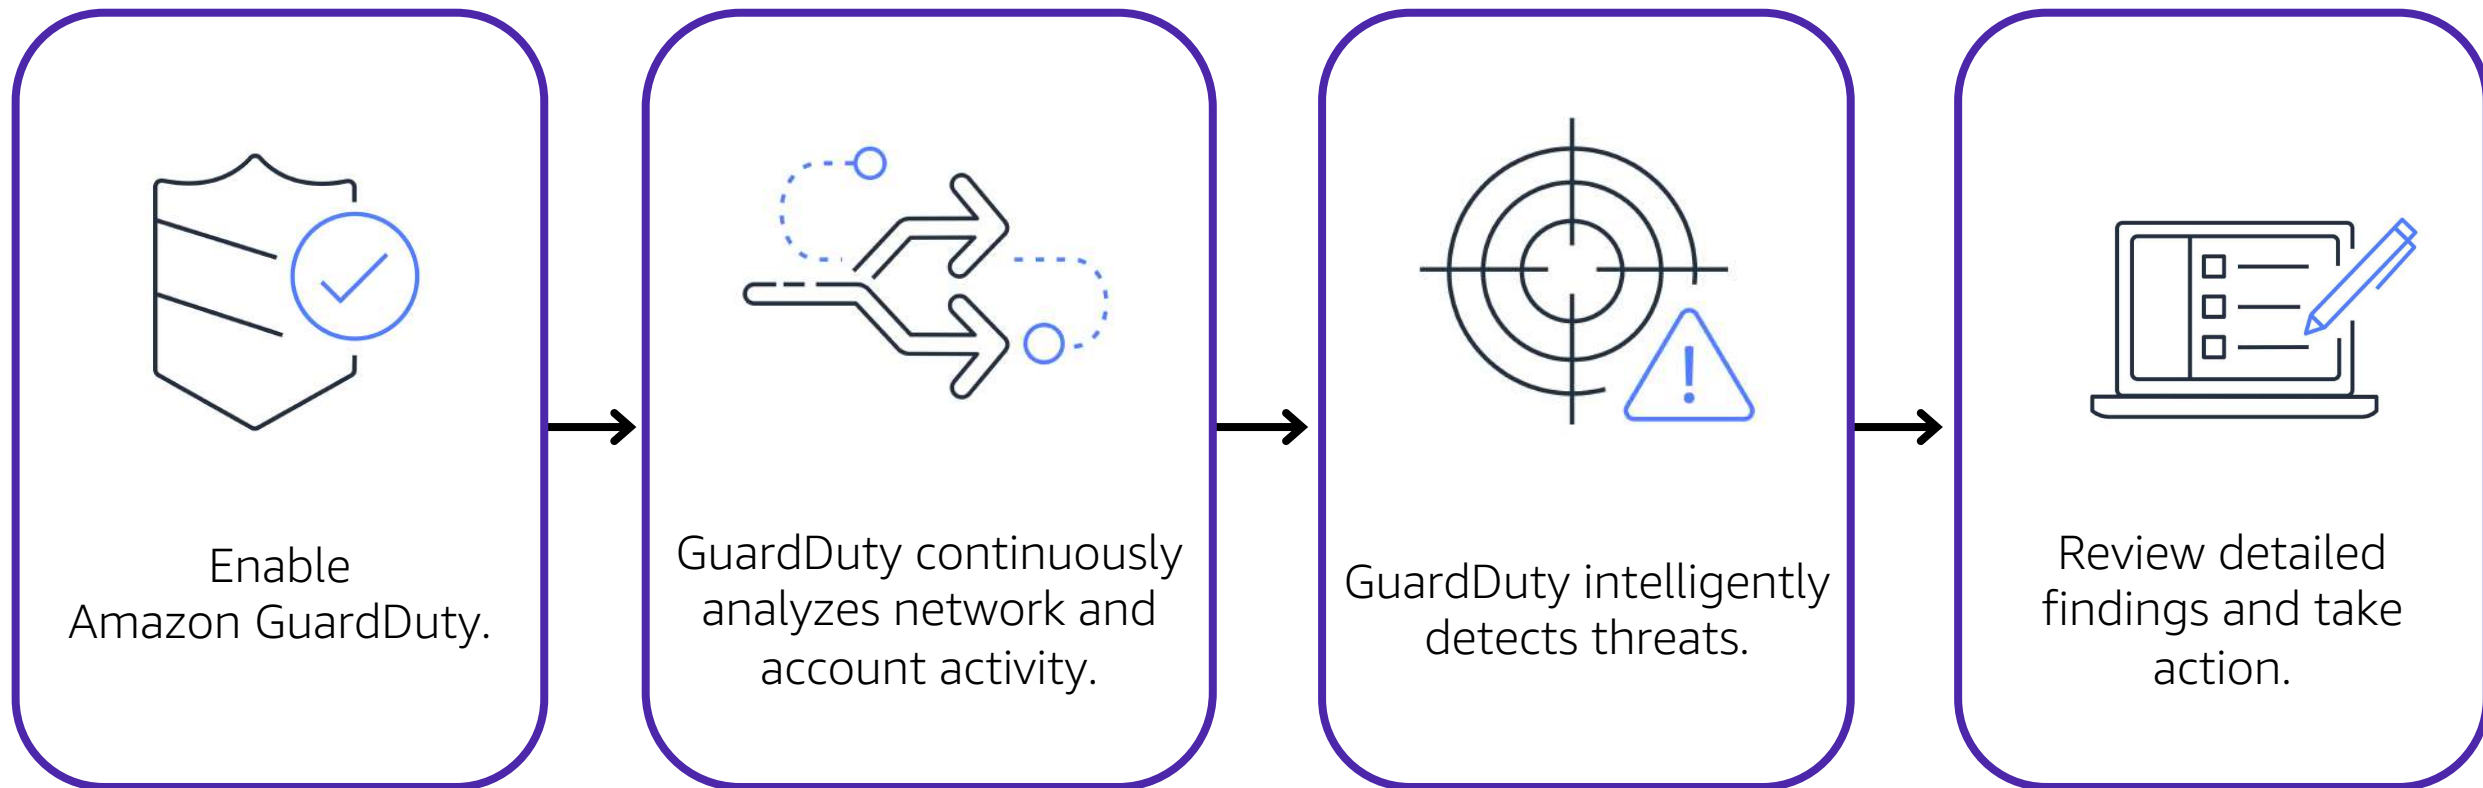 Enable
Amazon GuardDuty.
GuardDuty continuously
analyzes network and
account activity.
GuardDuty intelligently
detects threats.
Review detailed
findings and take
action.